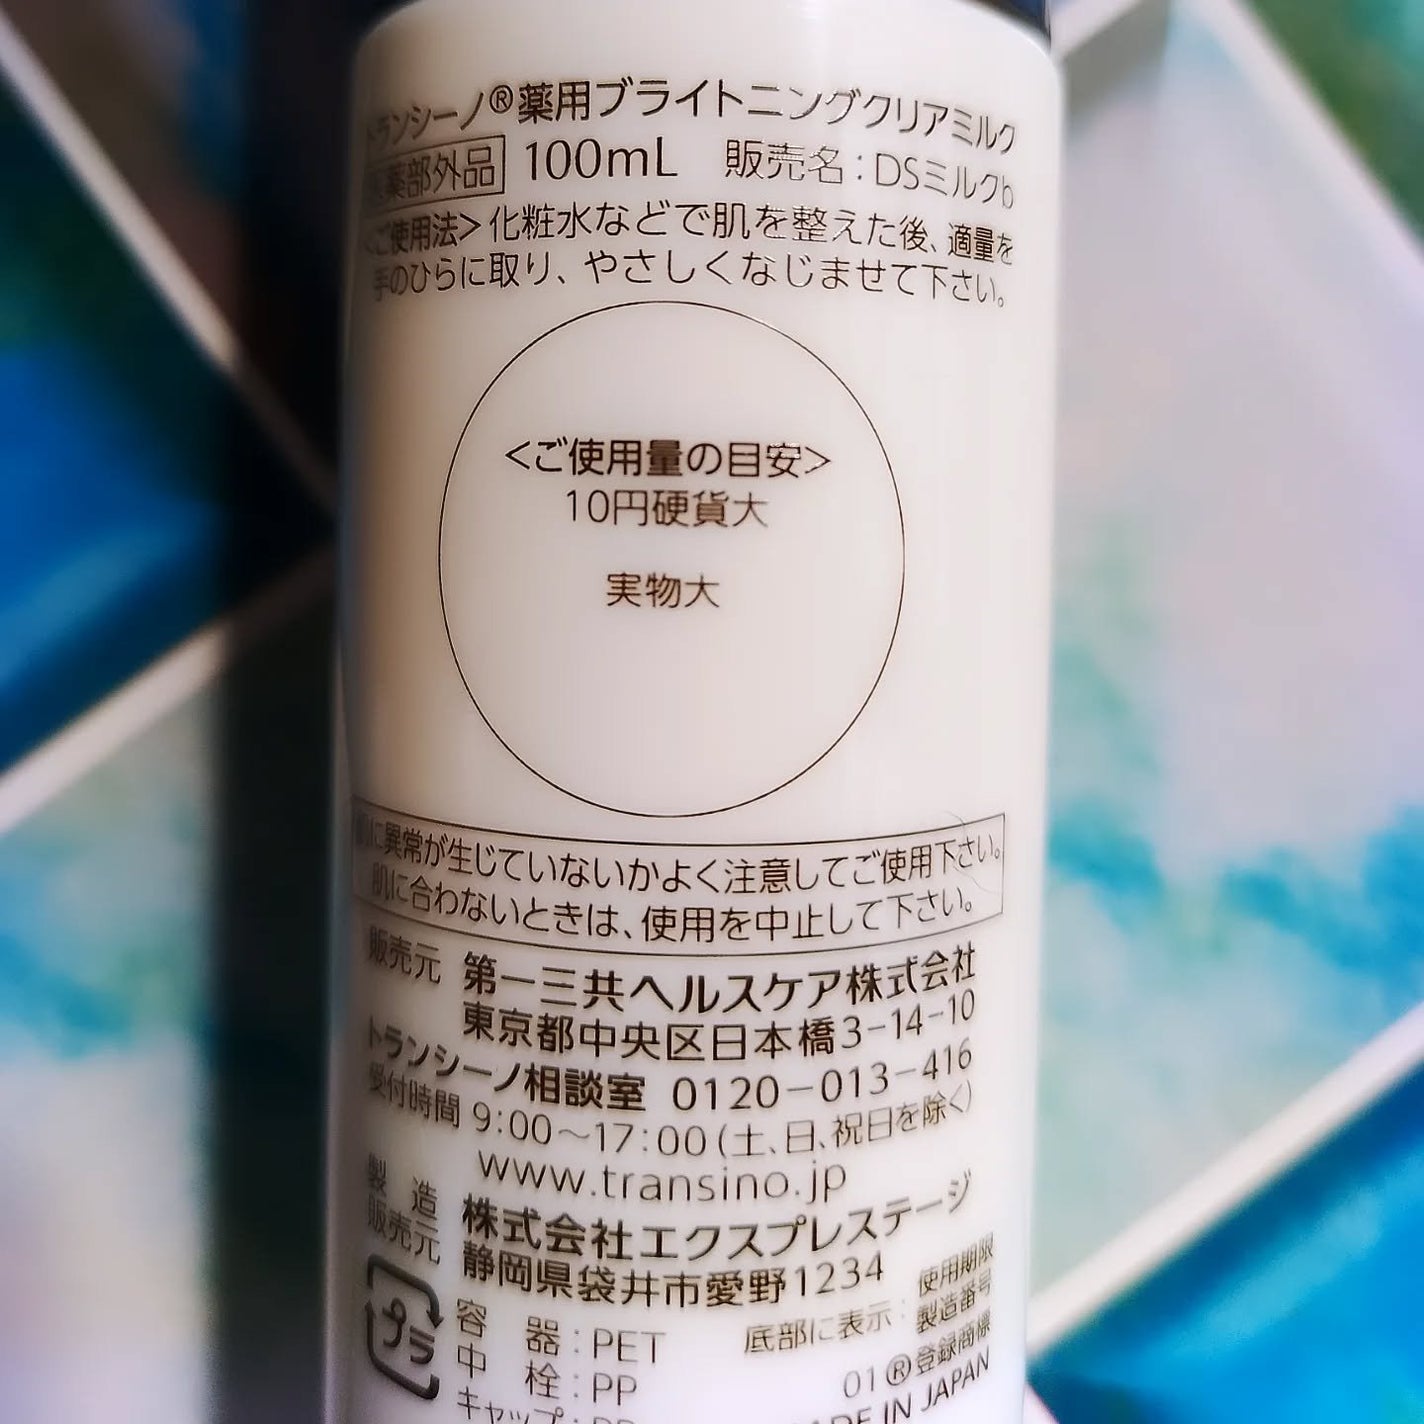 トランシーノ®薬用ブライトニングクリアミルク
医薬部外品 100mL 販売名:DSミルクb
<ご使用法>化粧水などで肌を整えた後、適量を
手のひらに取り、やさしくなじませて下さい。
<ご使用量の目安>
10円硬貨大
実物大
肌に異常が生じていないかよく注意してご使用下さい。
肌に合わないときは、使用を中止して下さい。
販売元 第一三共ヘルスケア株式会社
東京都中央区日本橋3-14-10
トランシーノ相談室 0120-013-416
受付時間 9:00~17:00(土、日、祝日を除く)
www.transino.jp
製造販売元 株式会社エクスプレステージ
静岡県袋井市愛野1234
プラ
容器:PET
中栓:PP
キャップ:
使用期限
底部に表示:製造番号
01 ®登録商標
MADE IN JAPAN